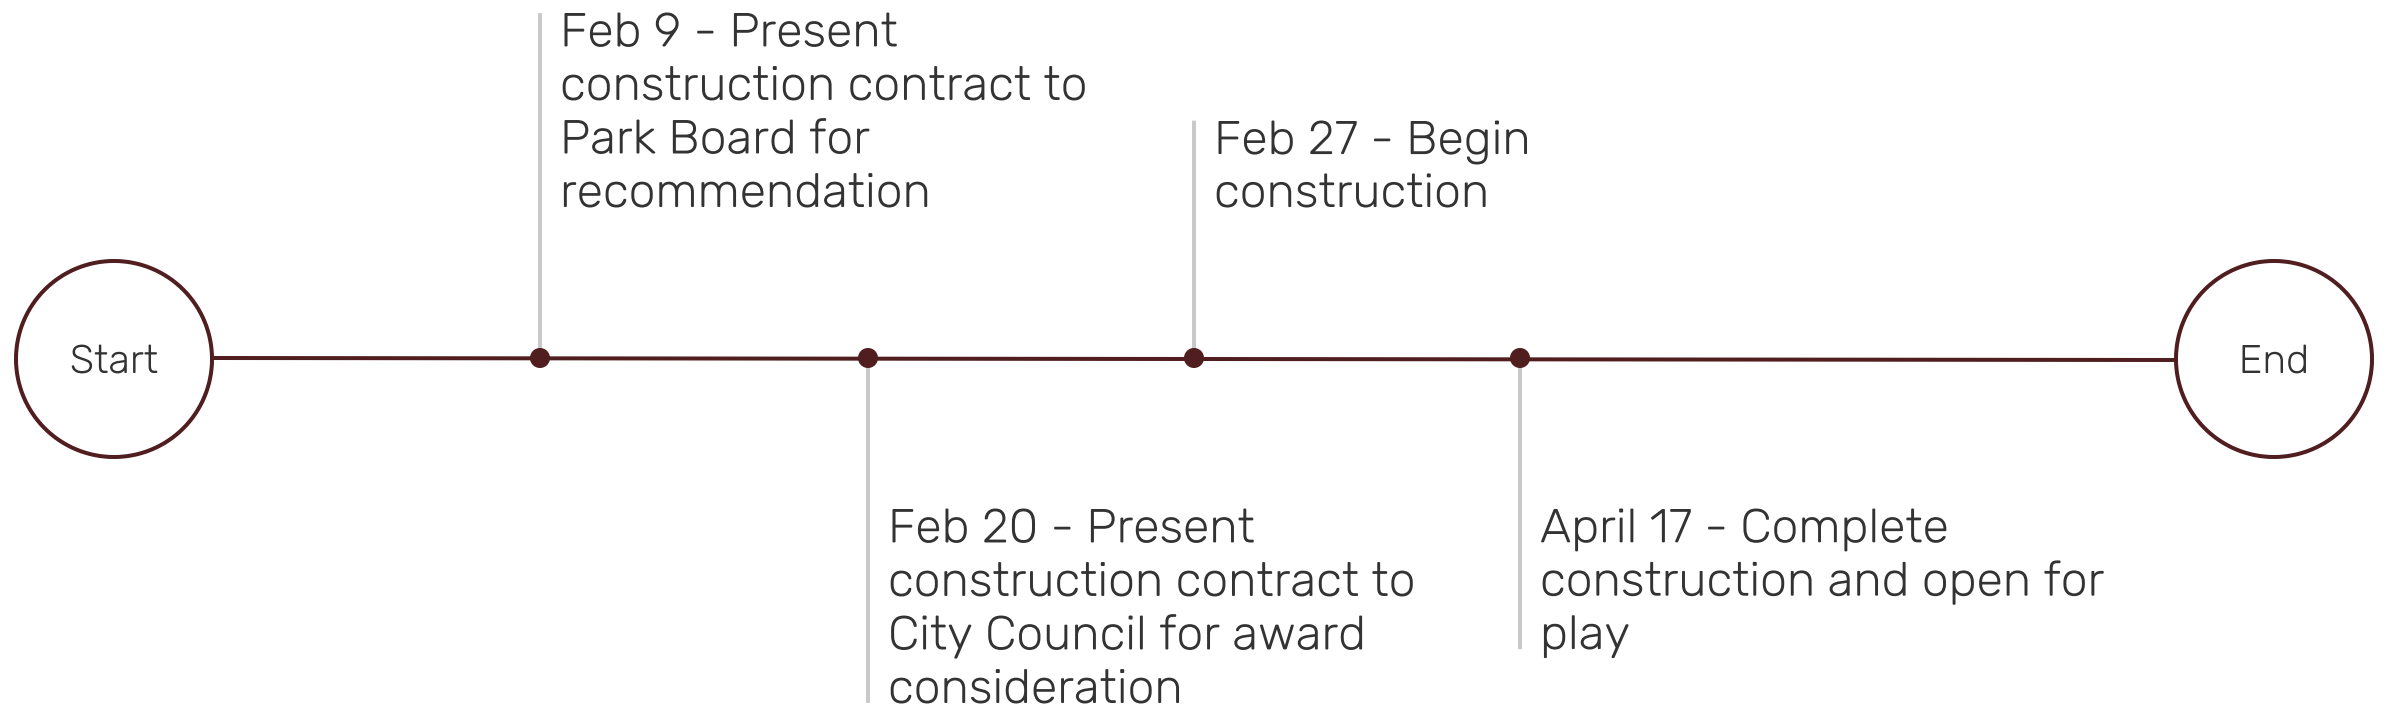 Feb 9 - Present
construction contract to
Park Board for
recommendation
Feb 27 - Begin
construction
Start
End
Feb 20 - Present
construction contract to
City Council for award
consideration
April 17 - Complete
construction and open for
play